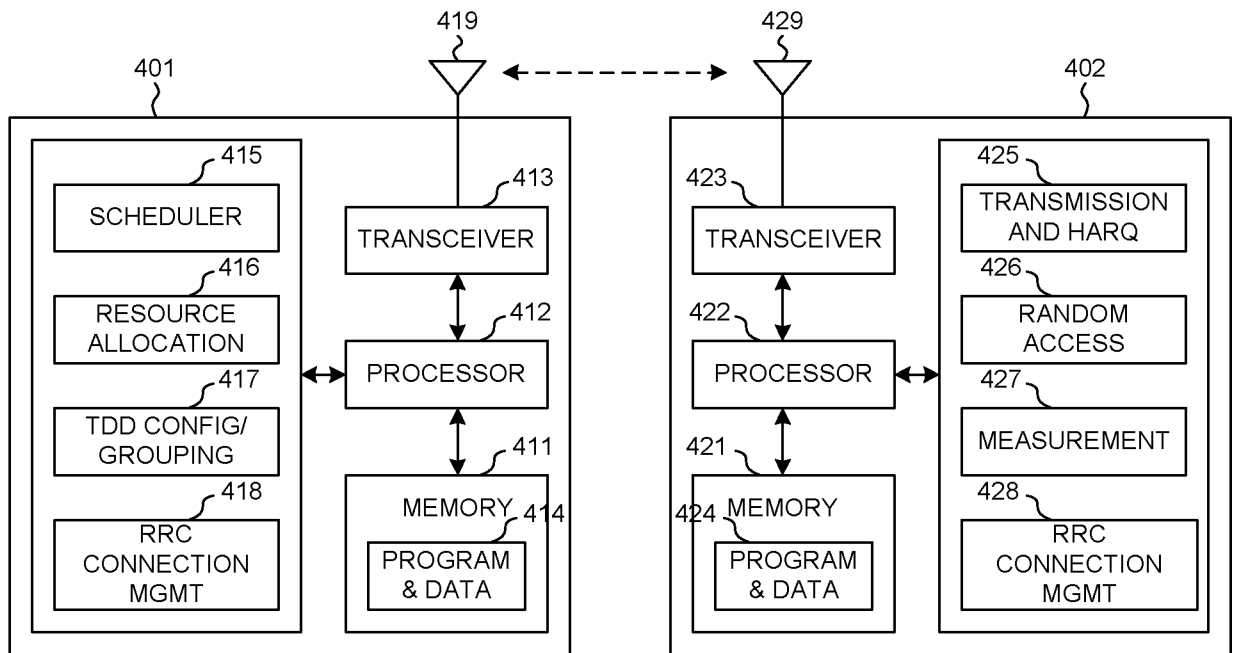 419
429
401
402
415
SCHEDULER
416
RESOURCE
ALLOCATION
417
TDD CONFIG/
GROUPING
418
RRC
CONNECTION
MGMT
413
TRANSCEIVER
412
PROCESSOR
411
MEMORY
414
PROGRAM
& DATA
423
TRANSCEIVER
422
PROCESSOR
421
MEMORY
424
PROGRAM
& DATA
425
TRANSMISSION
AND HARQ
426
RANDOM
ACCESS
427
MEASUREMENT
428
RRC
CONNECTION
MGMT